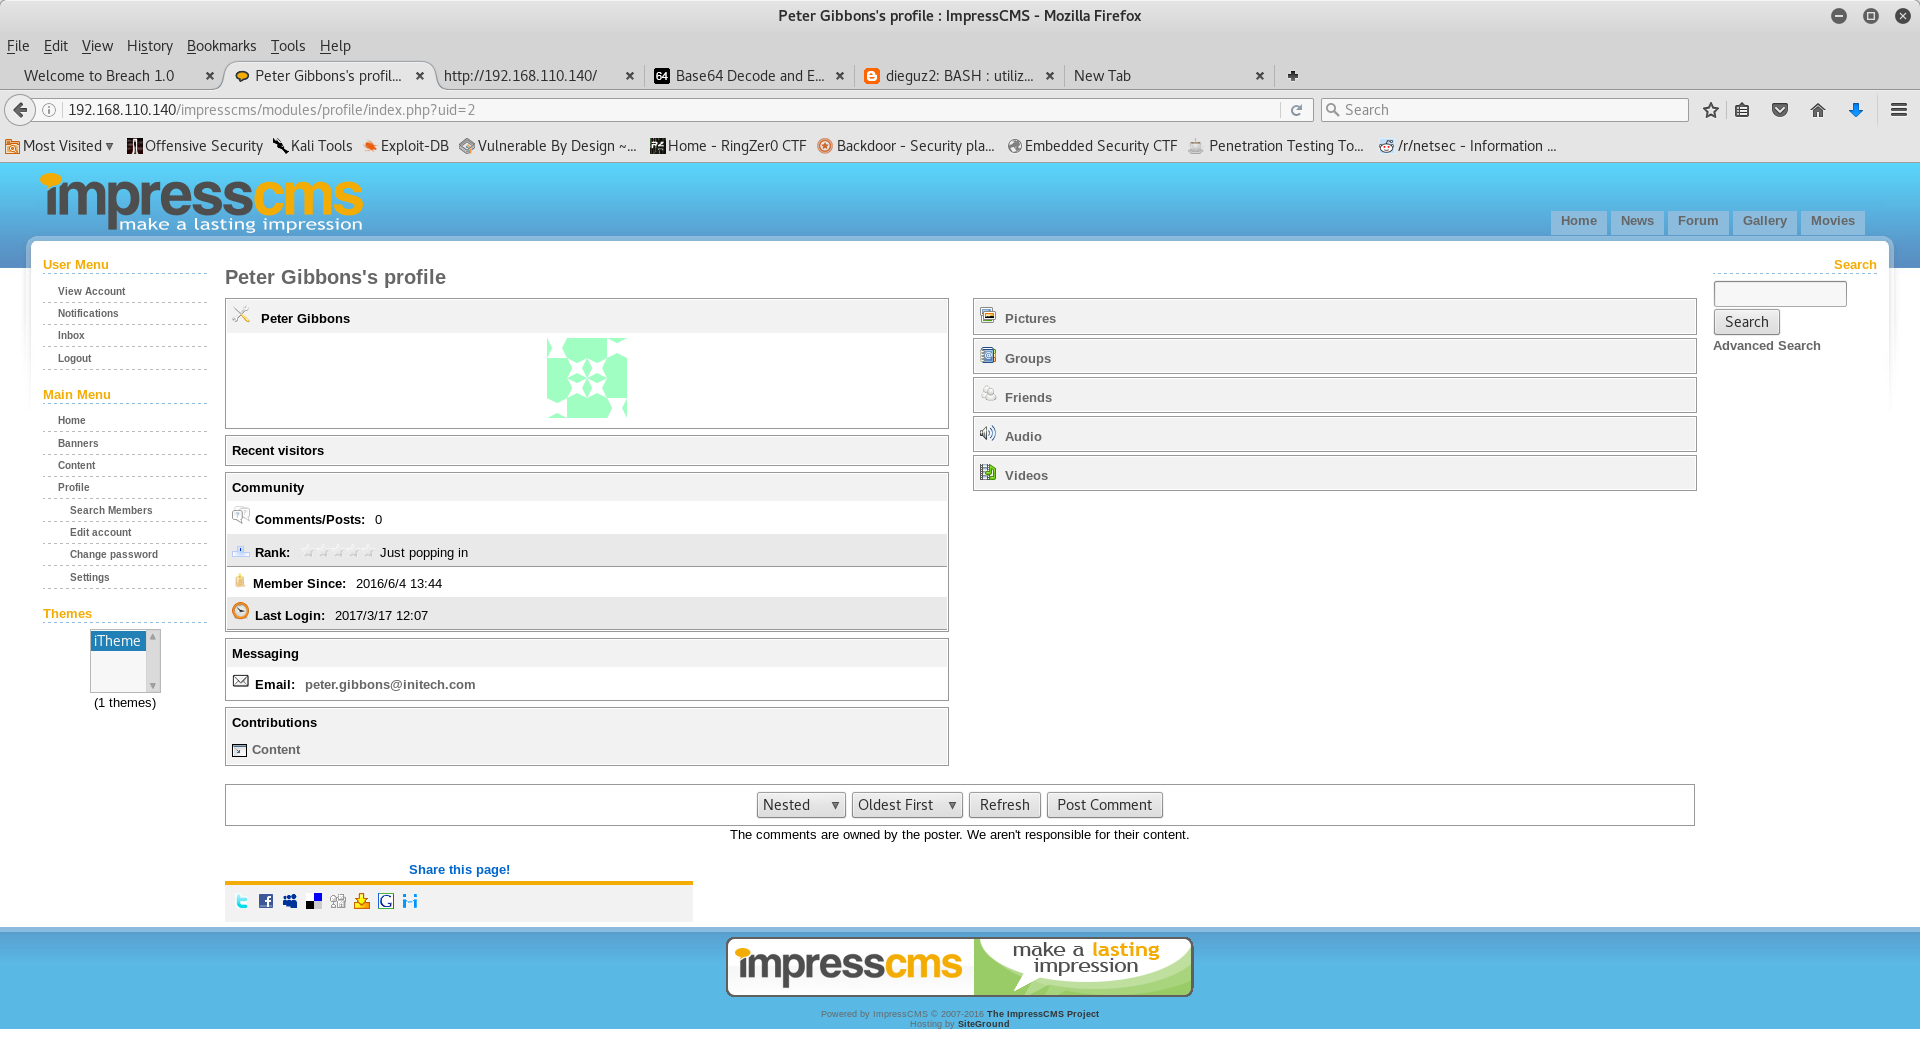 Peter Gibbons's profile : ImpressCMS - Mozilla Firefox
File Edit View History Bookmarks Tools Help
Welcome to Breach 1.0
Peter Gibbons's profil...
http://192.168.110.140/
64 Base64 Decode and E...
dieguz2: BASH : utiliz...
New Tab
192.168.110.140/impresscms/modules/profile/index.php?uid=2
Search
Most Visited
Offensive Security
Kali Tools
Exploit-DB
Vulnerable By Design ~...
Home - RingZer0 CTF
Backdoor - Security pla...
Embedded Security CTF
Penetration Testing To...
/r/netsec - Information ...
impresscms
make a lasting impression
Home News Forum Gallery Movies
User Menu
View Account
Notifications
Inbox
Logout
Main Menu
Home
Banners
Content
Profile
Search Members
Edit account
Change password
Settings
Themes
iTheme
(1 themes)
Peter Gibbons's profile
Peter Gibbons
Recent visitors
Community
Comments/Posts: 0
Rank: Just popping in
Member Since: 2016/6/4 13:44
Last Login: 2017/3/17 12:07
Messaging
Email: peter.gibbons@initech.com
Contributions
Content
Pictures
Groups
Friends
Audio
Videos
Search
Search
Advanced Search
Nested Oldest First Refresh Post Comment
The comments are owned by the poster. We aren't responsible for their content.
Share this page!
impresscms
make a lasting
impression
Powered by ImpressCMS © 2007-2016 The ImpressCMS Project
Hosting by SiteGround